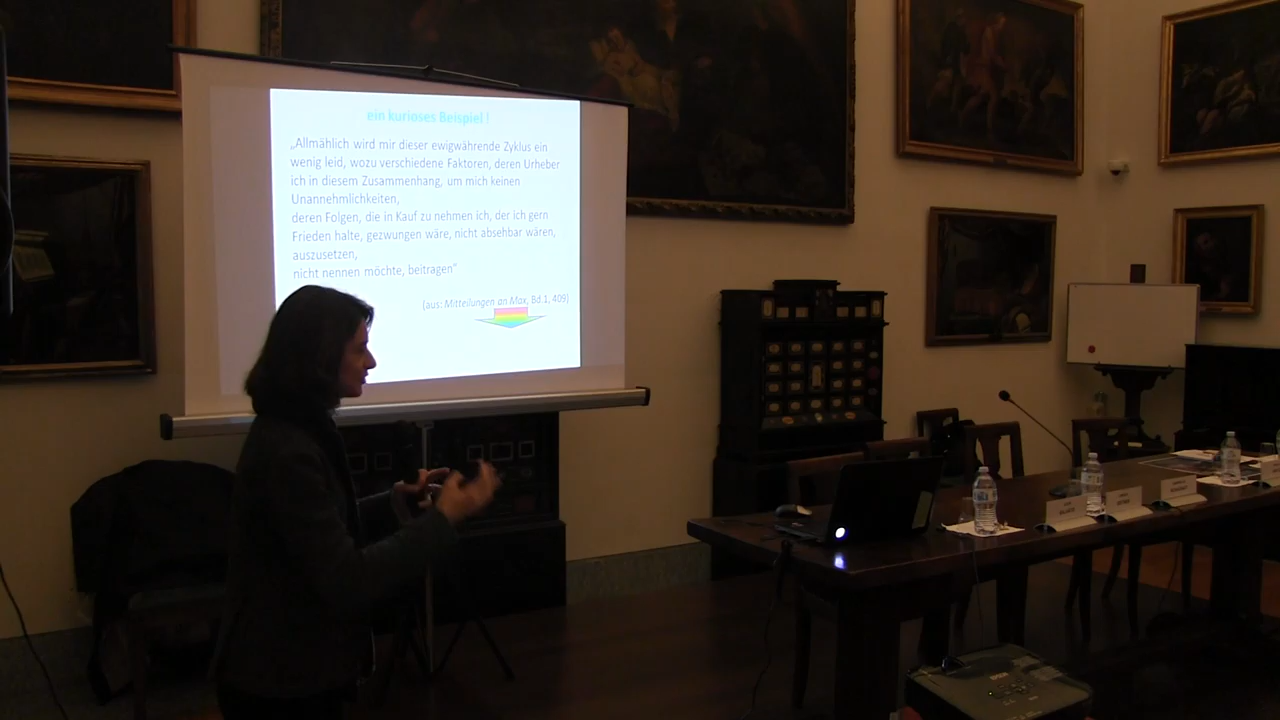 ein kurioses Beispiel !
„Allmählich wird mir dieser ewigwährende Zyklus ein
wenig leid, wozu verschiedene Faktoren, deren Urheber
ich in diesem Zusammenhang, um mich keinen
Unannehmlichkeiten,
deren Folgen, die in Kauf zu nehmen ich, der ich gern
Frieden halte, gezwungen wäre, nicht absehbar wären,
auszusetzen,
nicht nennen möchte, beitragen“
(aus: Mitteilungen an Max, Bd.1, 409)